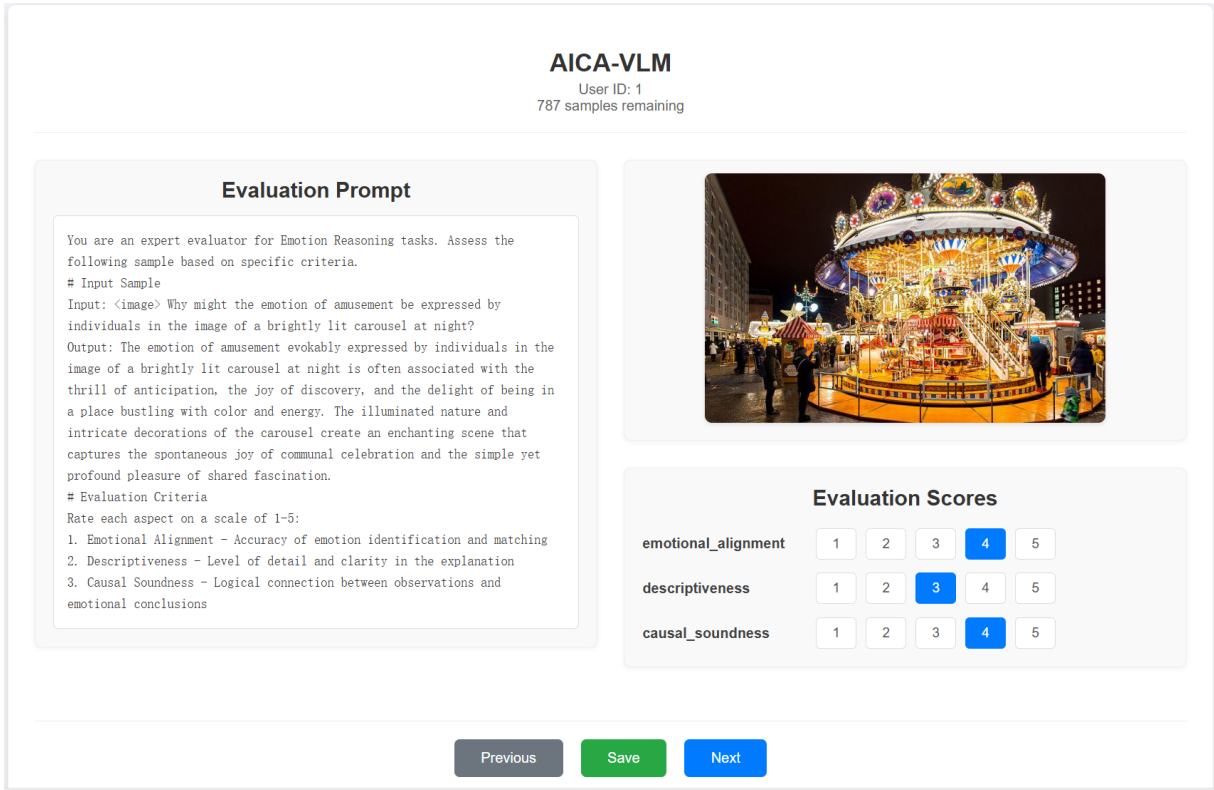 AICA-VLM
User ID: 1
787 samples remaining
Evaluation Prompt
You are an expert evaluator for Emotion Reasoning tasks. Assess the
following sample based on specific criteria.
# Input Sample
Input: <image> Why might the emotion of amusement be expressed by
individuals in the image of a brightly lit carousel at night?
Output: The emotion of amusement evokably expressed by individuals in the
image of a brightly lit carousel at night is often associated with the
thrill of anticipation, the joy of discovery, and the delight of being in
a place bustling with color and energy. The illuminated nature and
intricate decorations of the carousel create an enchanting scene that
captures the spontaneous joy of communal celebration and the simple yet
profound pleasure of shared fascination.
# Evaluation Criteria
Rate each aspect on a scale of 1-5:
1. Emotional Alignment - Accuracy of emotion identification and matching
2. Descriptiveness - Level of detail and clarity in the explanation
3. Causal Soundness - Logical connection between observations and
emotional conclusions
Evaluation Scores
emotional_alignment 1 2 3 4 5
descriptiveness 1 2 3 4 5
causal_soundness 1 2 3 4 5
Previous Save Next